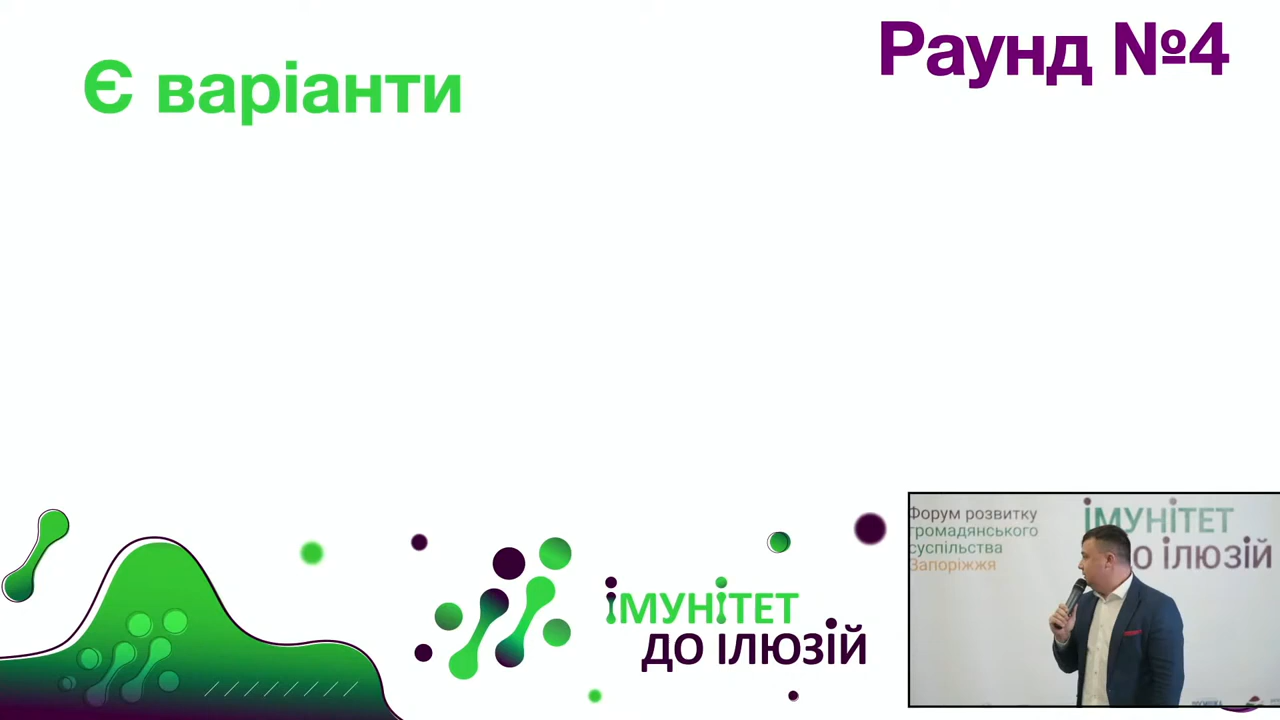 Раунд №4
Є варіанти
ІМУНІТЕТ
ДО ІЛЮЗІЙ
Форум розвитку
громадянського
суспільства
Запоріжжя
ІМУНІТЕТ
ДО ІЛЮЗІЙ